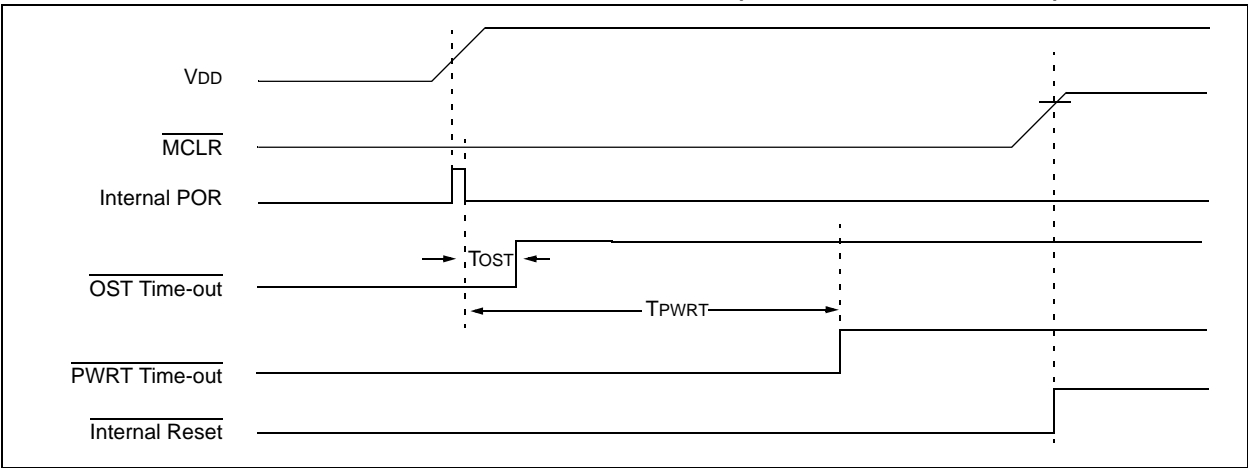 VDD
MCLR
Internal POR
TOST
OST Time-out
TPWRT
PWRT Time-out
Internal Reset